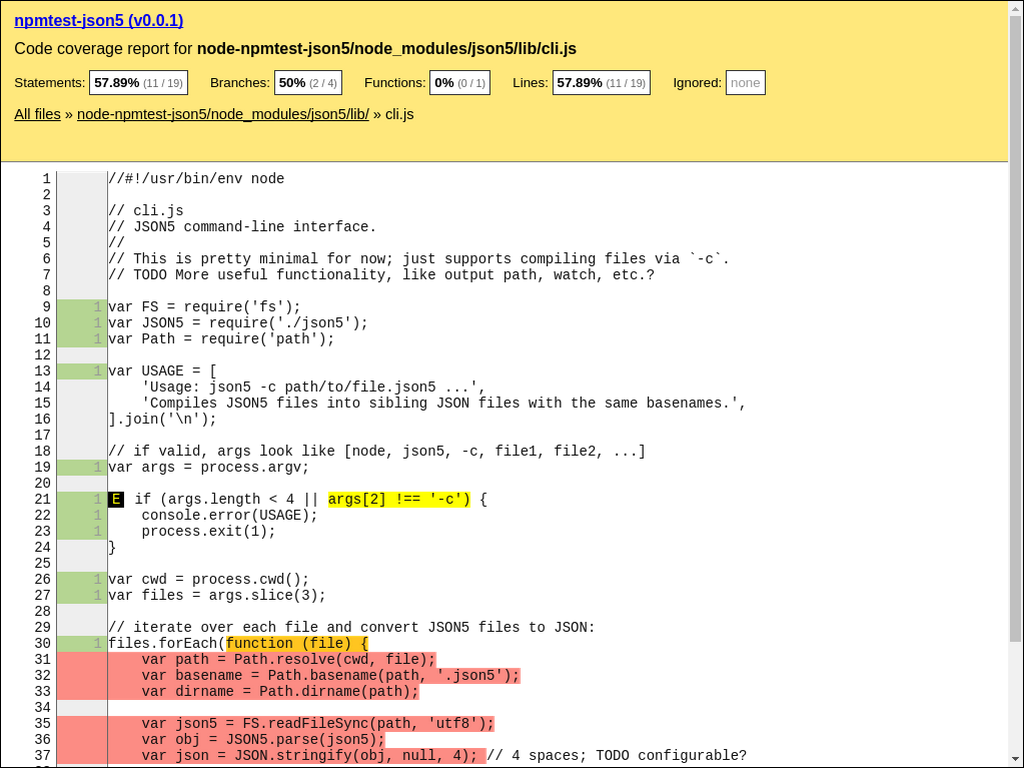 npmtest-json5 (v0.0.1)
Code coverage report for node-npmtest-json5/node_modules/json5/lib/cli.js
Statements: 57.89% (11 / 19) Branches: 50% (2 / 4) Functions: 0% (0 / 1) Lines: 57.89% (11 / 19) Ignored: none
All files » node-npmtest-json5/node_modules/json5/lib/ » cli.js
1 //#!/usr/bin/env node
2
3 // cli.js
4 // JSON5 command-line interface.
5 //
6 // This is pretty minimal for now; just supports compiling files via `-c`.
7 // TODO More useful functionality, like output path, watch, etc.?
8
9 1 var FS = require('fs');
10 1 var JSON5 = require('./json5');
11 1 var Path = require('path');
12
13 1 var USAGE = [
14     'Usage: json5 -c path/to/file.json5 ...',
15     'Compiles JSON5 files into sibling JSON files with the same basenames.',
16 ].join('\n');
17
18 // if valid, args look like [node, json5, -c, file1, file2, ...]
19 1 var args = process.argv;
20
21 1 E if (args.length < 4 || args[2] !== '-c') {
22 1     console.error(USAGE);
23 1     process.exit(1);
24 }
25
26 1 var cwd = process.cwd();
27 1 var files = args.slice(3);
28
29 // iterate over each file and convert JSON5 files to JSON:
30 1 files.forEach(function (file) {
31     var path = Path.resolve(cwd, file);
32     var basename = Path.basename(path, '.json5');
33     var dirname = Path.dirname(path);
34
35     var json5 = FS.readFileSync(path, 'utf8');
36     var obj = JSON5.parse(json5);
37     var json = JSON.stringify(obj, null, 4); // 4 spaces; TODO configurable?